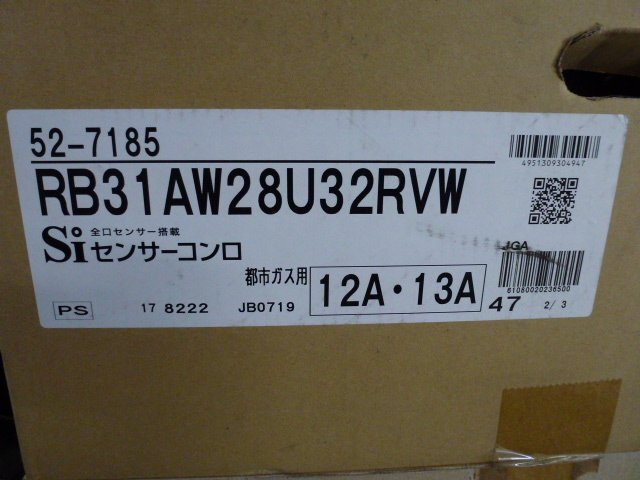 52-7185
4951309304947
RB31AW28U32RVW
Si 全口センサー搭載
センサーコンロ
JGA
都市ガス用 12A・13A
61080020238500
PS 17 8222 JB0719 47 2/3